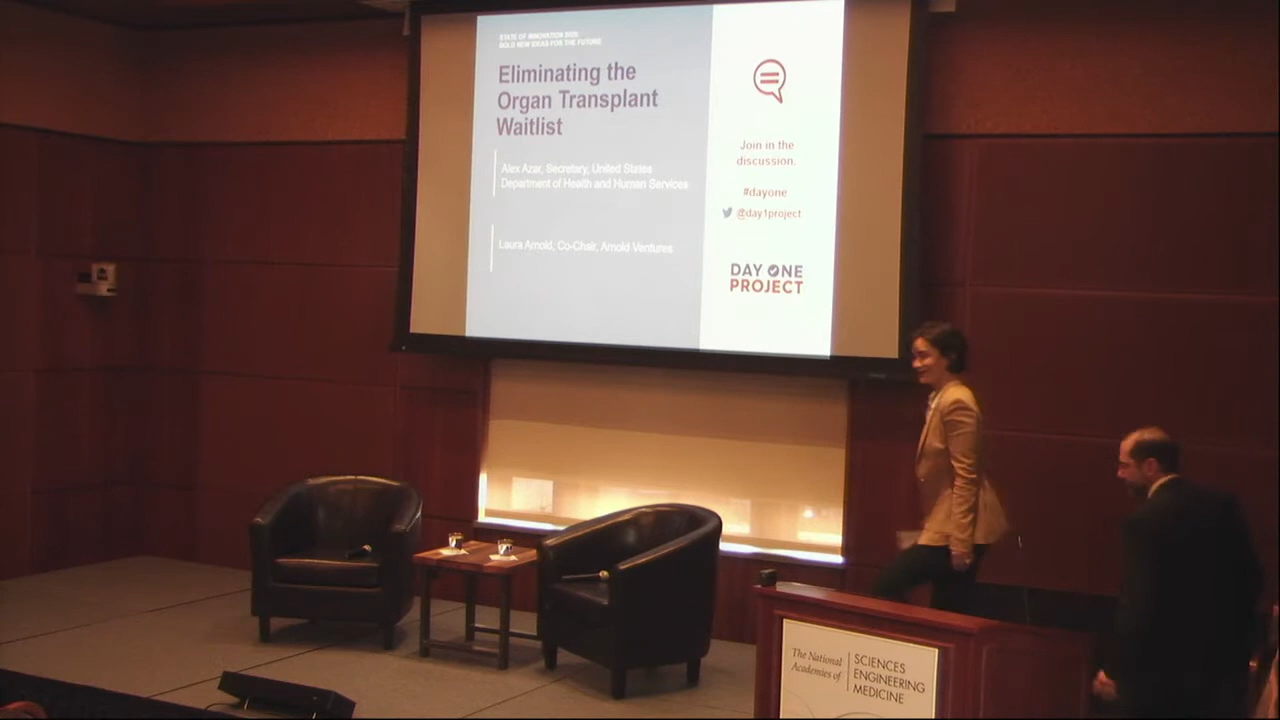 STATE OF INNOVATION 2020:
BOLD NEW IDEAS FOR THE FUTURE
Eliminating the
Organ Transplant
Waitlist
Alex Azar, Secretary, United States
Department of Health and Human Services
Laura Arnold, Co-Chair, Arnold Ventures
Join in the
discussion.
#dayone
@day1project
DAY ONE
PROJECT
The National
Academies of
SCIENCES
ENGINEERING
MEDICINE